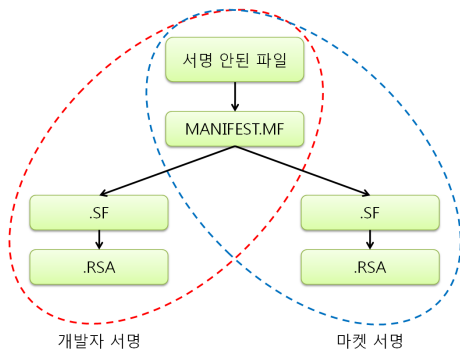 서명 안된 파일
MANIFEST.MF
.SF
.SF
.RSA
.RSA
개발자 서명
마켓 서명